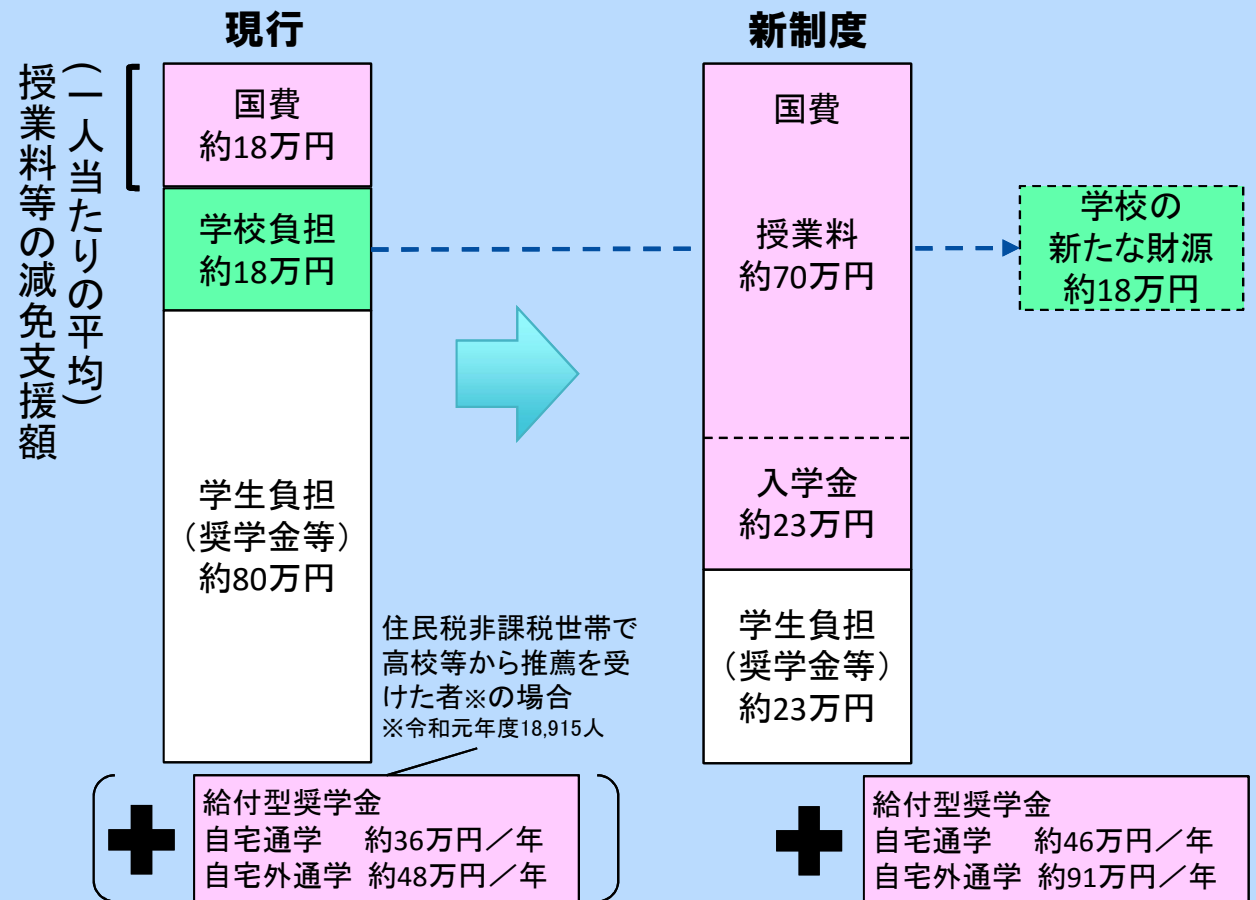 現行
授業料等の減免支援額
(一人当たりの平均)
国費
約18万円
学校負担
約18万円
学生負担
(奨学金等)
約80万円
住民税非課税世帯で
高校等から推薦を受
けた者※の場合
※令和元年度18,915人
給付型奨学金
自宅通学 約36万円／年
自宅外通学 約48万円／年
新制度
国費
授業料
約70万円
入学金
約23万円
学生負担
(奨学金等)
約23万円
学校の
新たな財源
約18万円
給付型奨学金
自宅通学 約46万円／年
自宅外通学 約91万円／年